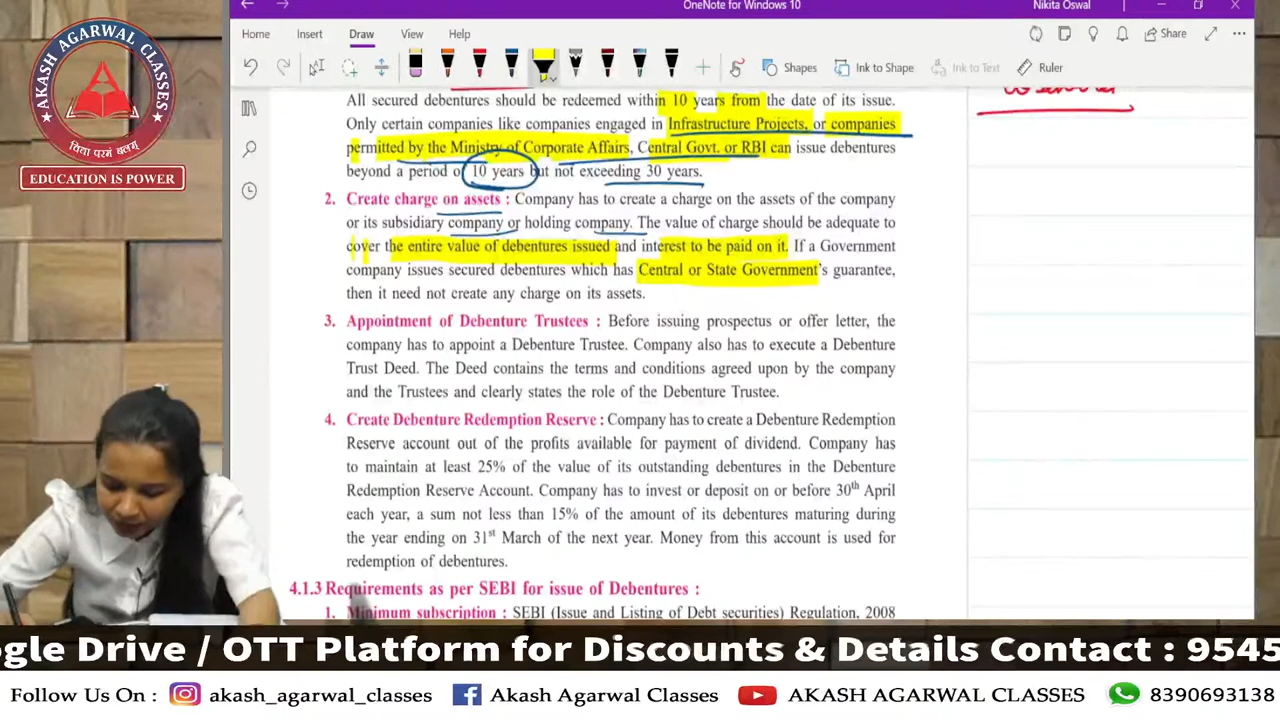 OneNote for Windows 10
Nikita Oswal
Home Insert Draw View Help
Share
Shapes
Ink to Shape
Ink to Text
Ruler
AKASH AGARWAL CLASSES
विद्या परमं बलम्
EDUCATION IS POWER
All secured debentures should be redeemed within 10 years from the date of its issue.
Only certain companies like companies engaged in Infrastructure Projects, or companies
permitted by the Ministry of Corporate Affairs, Central Govt. or RBI can issue debentures
beyond a period of 10 years but not exceeding 30 years.
2. Create charge on assets : Company has to create a charge on the assets of the company
or its subsidiary company or holding company. The value of charge should be adequate to
cover the entire value of debentures issued and interest to be paid on it. If a Government
company issues secured debentures which has Central or State Government's guarantee,
then it need not create any charge on its assets.
3. Appointment of Debenture Trustees : Before issuing prospectus or offer letter, the
company has to appoint a Debenture Trustee. Company also has to execute a Debenture
Trust Deed. The Deed contains the terms and conditions agreed upon by the company
and the Trustees and clearly states the role of the Debenture Trustee.
4. Create Debenture Redemption Reserve : Company has to create a Debenture Redemption
Reserve account out of the profits available for payment of dividend. Company has
to maintain at least 25% of the value of its outstanding debentures in the Debenture
Redemption Reserve Account. Company has to invest or deposit on or before 30th April
each year, a sum not less than 15% of the amount of its debentures maturing during
the year ending on 31st March of the next year. Money from this account is used for
redemption of debentures.
4.1.3 Requirements as per SEBI for issue of Debentures :
1. Minimum subscription : SEBI (Issue and Listing of Debt securities) Regulation, 2008
ogle Drive / OTT Platform for Discounts & Details Contact : 9545
Follow Us On : akash_agarwal_classes Akash Agarwal Classes AKASH AGARWAL CLASSES 8390693138